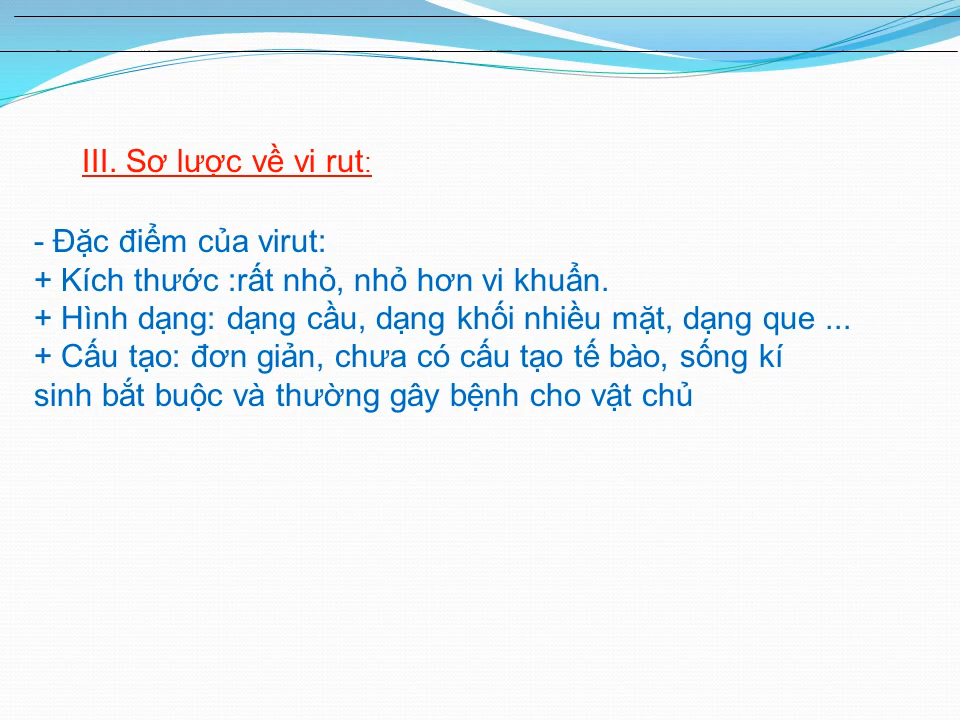 III. Sơ lược về vi rut:
- Đặc điểm của virut:
+ Kích thước :rất nhỏ, nhỏ hơn vi khuẩn.
+ Hình dạng: dạng cầu, dạng khối nhiều mặt, dạng que ...
+ Cấu tạo: đơn giản, chưa có cấu tạo tế bào, sống kí
sinh bắt buộc và thường gây bệnh cho vật chủ